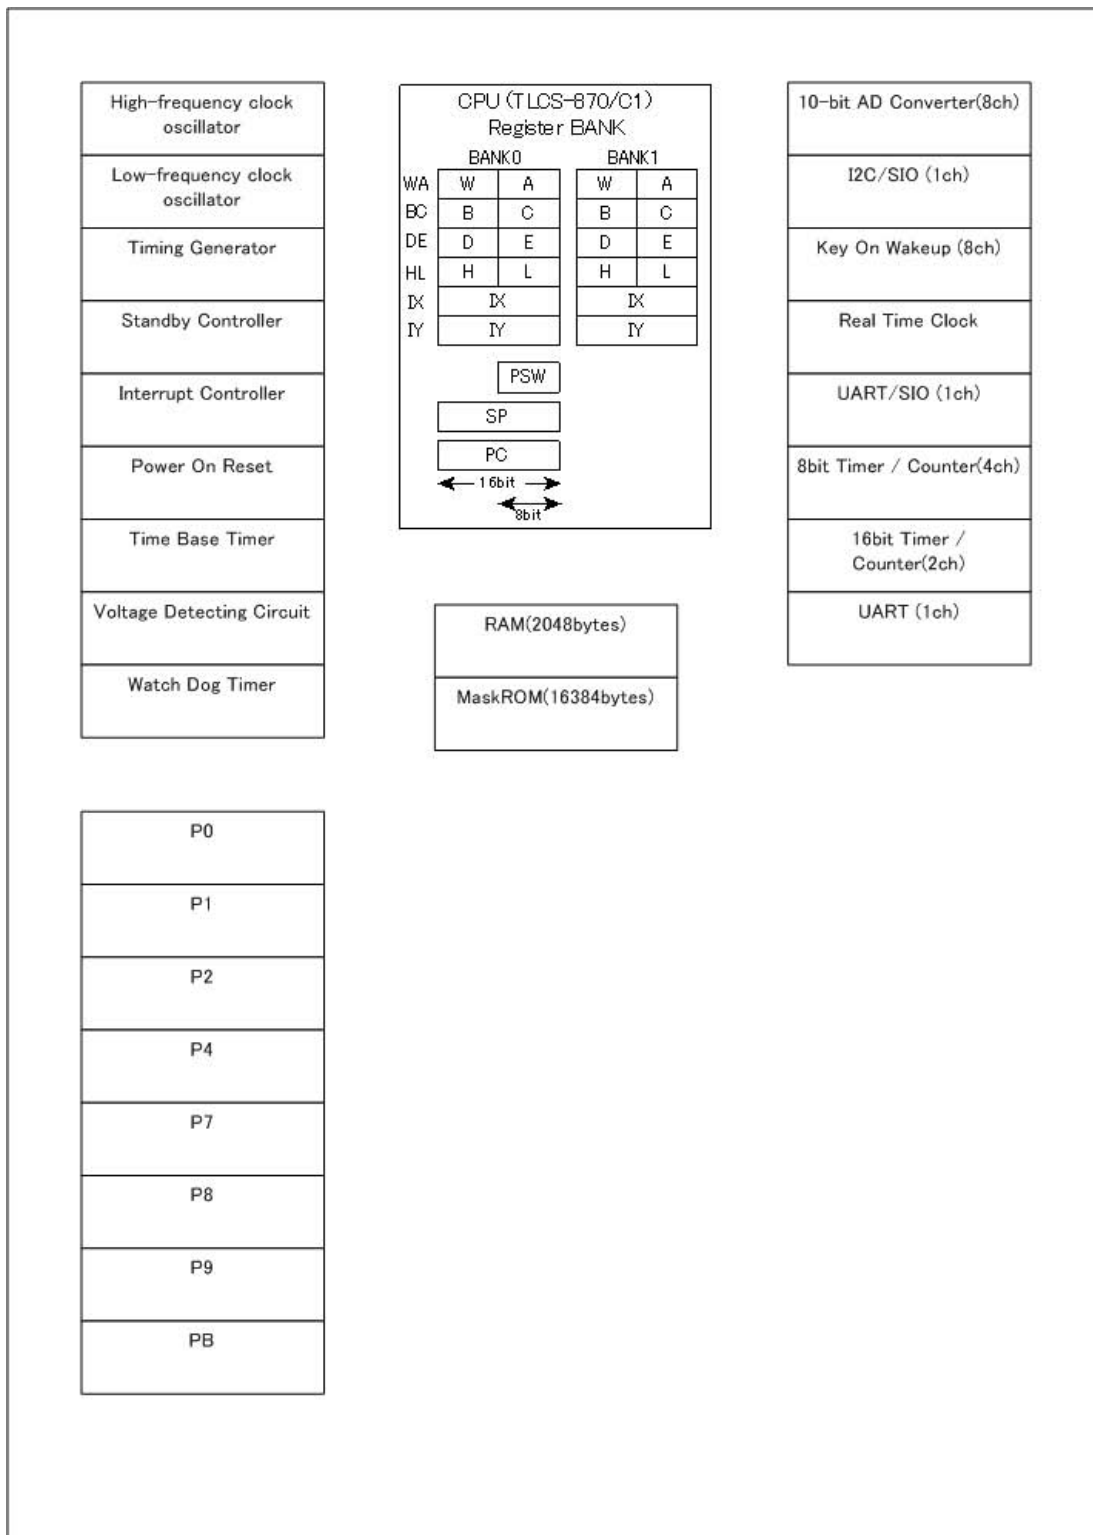 High-frequency clock
oscillator
Low-frequency clock
oscillator
Timing Generator
Standby Controller
Interrupt Controller
Power On Reset
Time Base Timer
Voltage Detecting Circuit
Watch Dog Timer
CPU (TLCS-870/C1)
Register BANK
BANK0 BANK1
WA W A W A
BC B C B C
DE D E D E
HL H L H L
IX IX IX
IY IY IY
PSW
SP
PC
16bit
8bit
RAM(2048bytes)
MaskROM(16384bytes)
10-bit AD Converter(8ch)
I2C/SIO (1ch)
Key On Wakeup (8ch)
Real Time Clock
UART/SIO (1ch)
8bit Timer / Counter(4ch)
16bit Timer /
Counter(2ch)
UART (1ch)
P0
P1
P2
P4
P7
P8
P9
PB